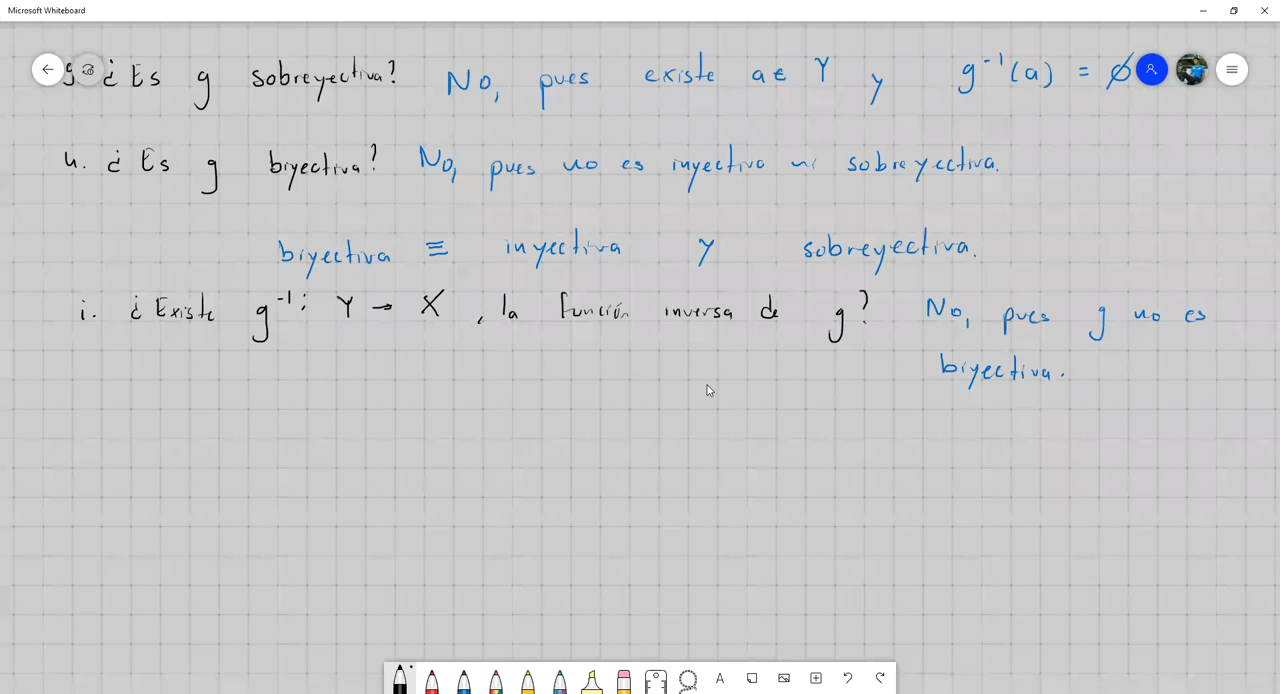 Microsoft Whiteboard
g. ¿Es g sobreyectiva? No, pues existe a ∈ Y y g⁻¹(a) = ∅
h. ¿Es g biyectiva? No, pues no es inyectiva ni sobreyectiva.
biyectiva ≡ inyectiva y sobreyectiva.
i. ¿Existe g⁻¹: Y → X, la función inversa de g? No, pues g no es
biyectiva.